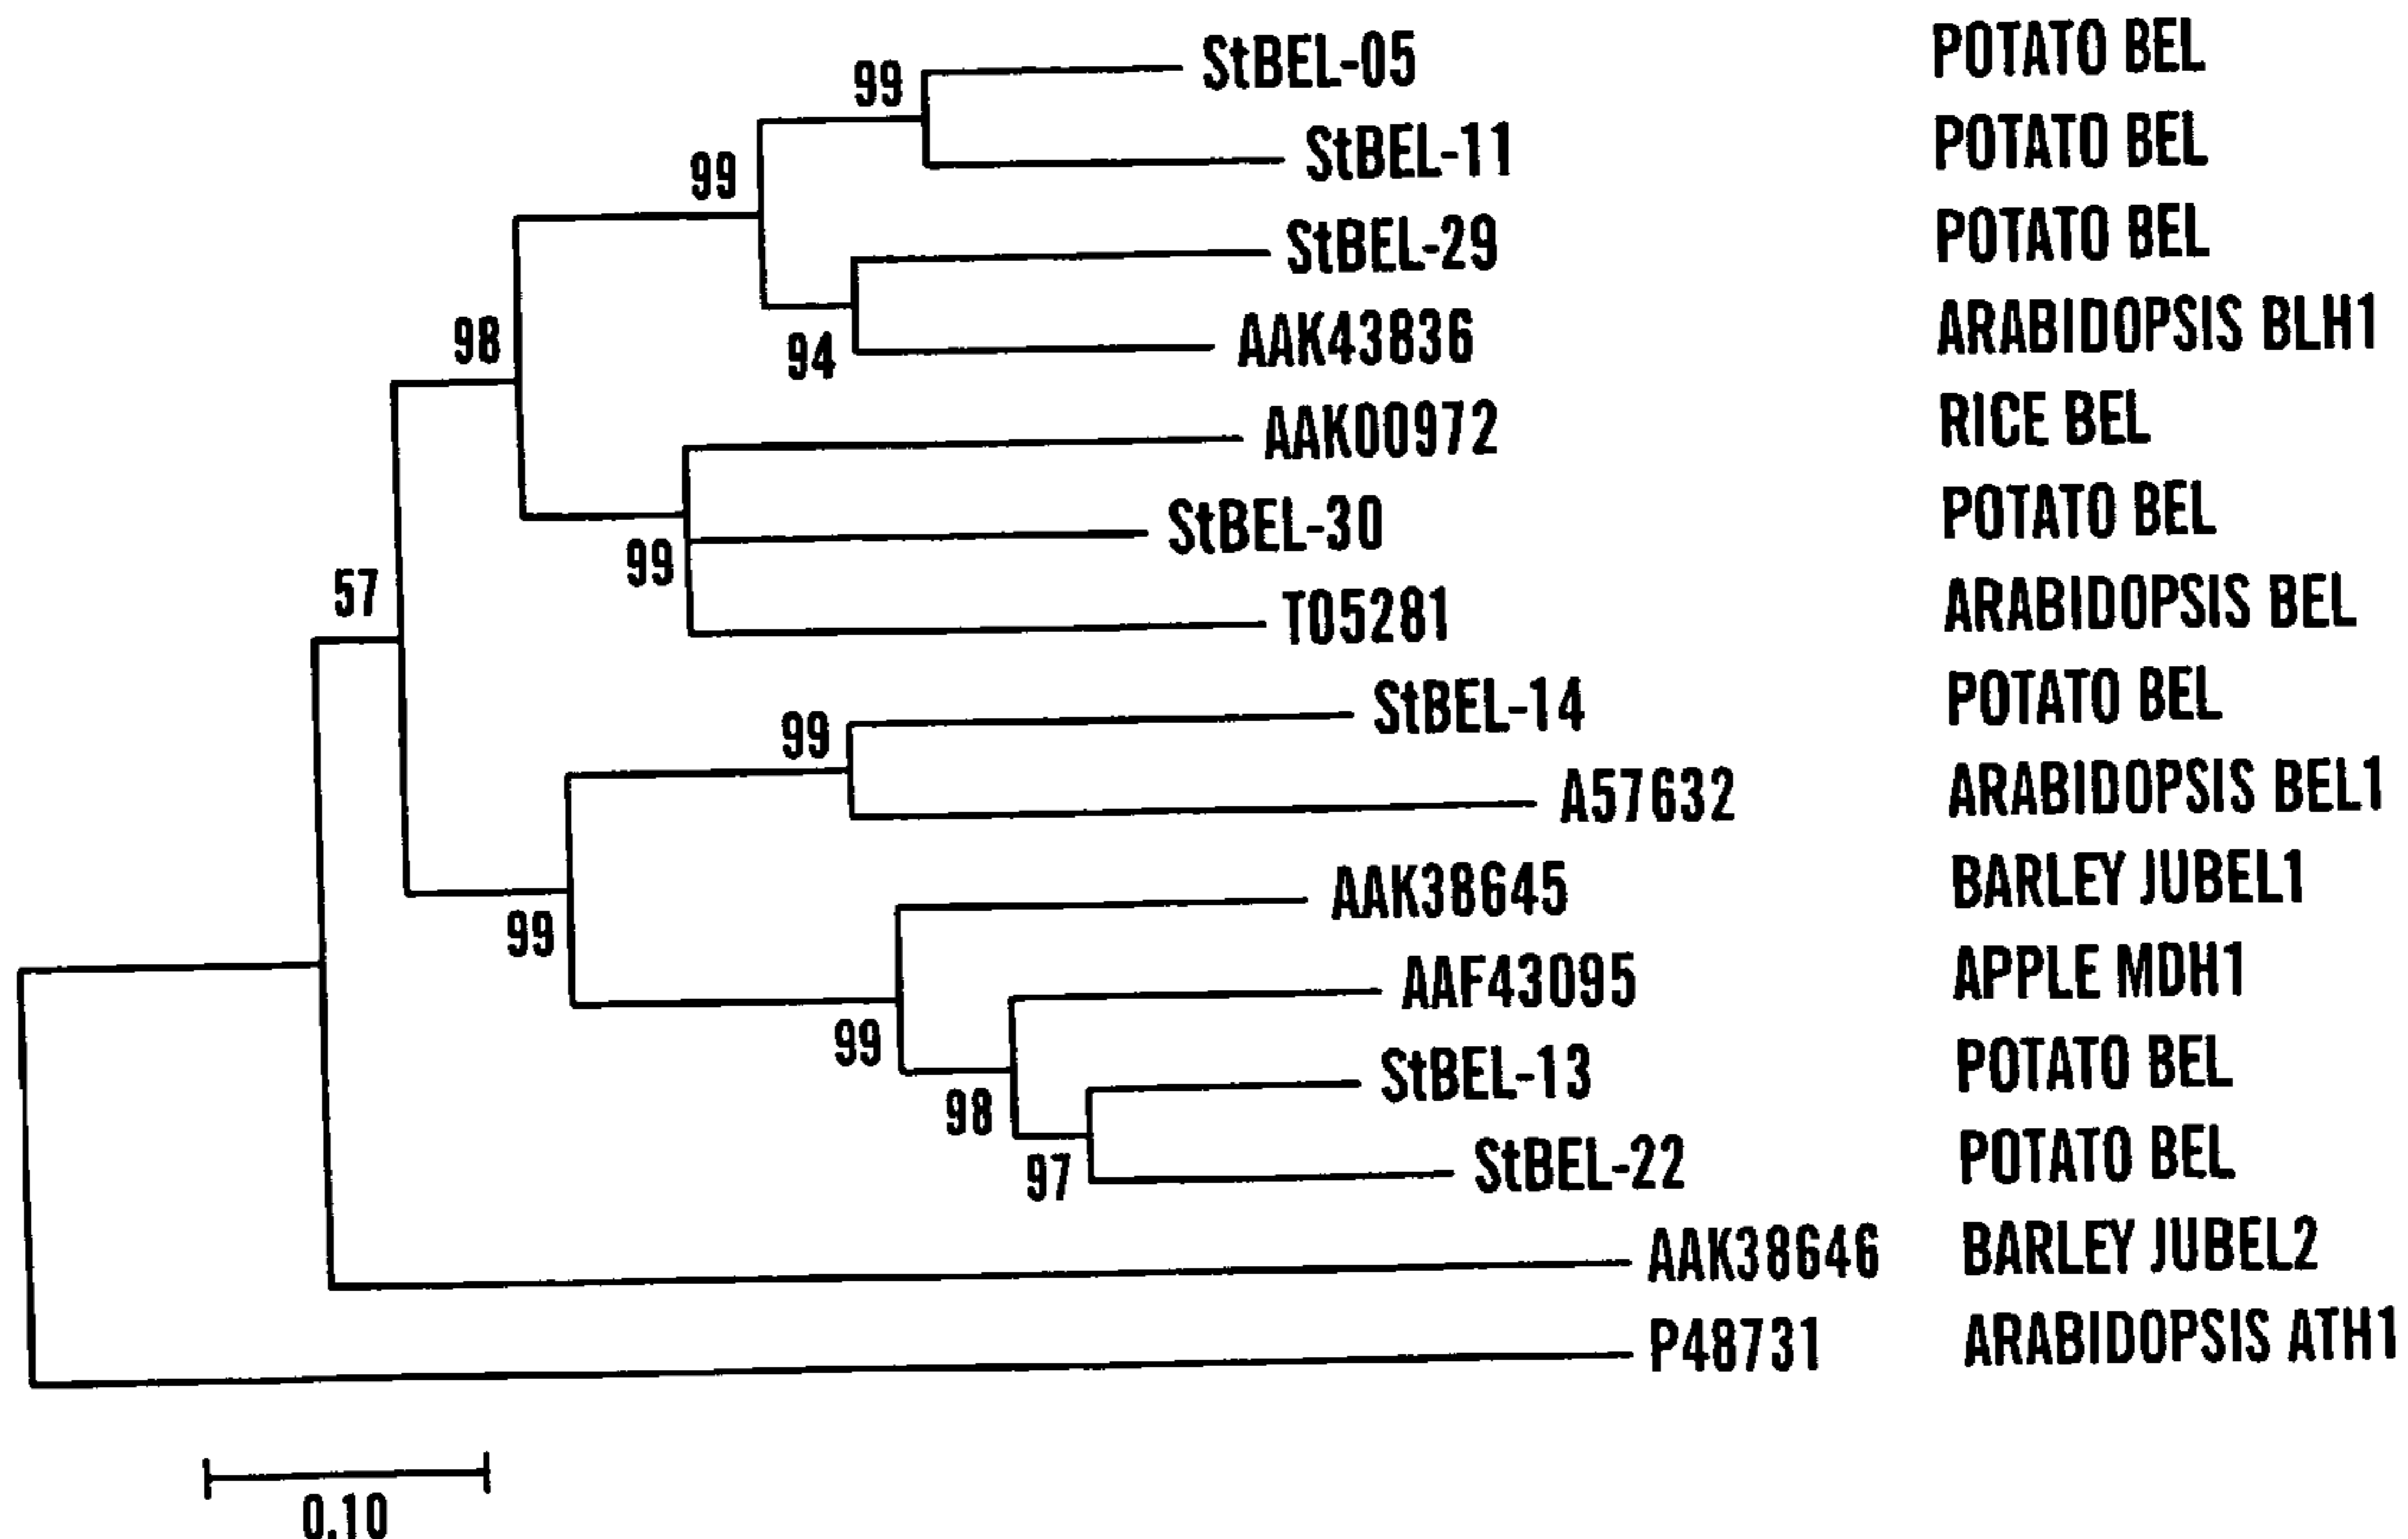 99 StBEL-05 POTATO BEL
StBEL-11 POTATO BEL
99
StBEL-29 POTATO BEL
AAK43836 ARABIDOPSIS BLH1
98 94
AAK00972 RICE BEL
StBEL-30 POTATO BEL
99
57 T05281 ARABIDOPSIS BEL
StBEL-14 POTATO BEL
99
A57632 ARABIDOPSIS BEL1
AAK38645 BARLEY JUBEL1
99
AAF43095 APPLE MDH1
99
StBEL-13 POTATO BEL
98
StBEL-22 POTATO BEL
97
AAK38646 BARLEY JUBEL2
P48731 ARABIDOPSIS ATH1
0.10